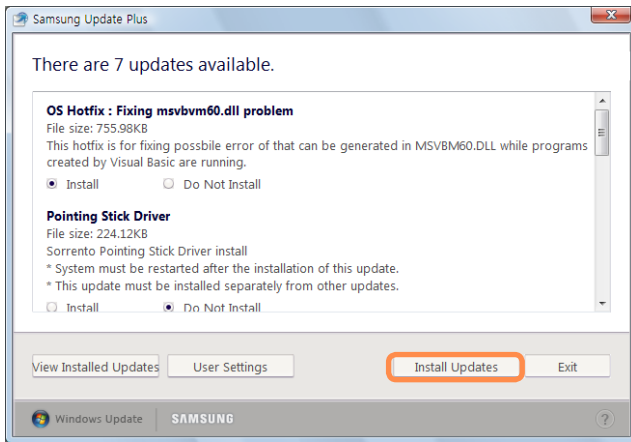 Samsung Update Plus
There are 7 updates available.
OS Hotfix : Fixing msvbvm60.dll problem
File size: 755.98KB
This hotfix is for fixing possbile error of that can be generated in MSVBM60.DLL while programs
created by Visual Basic are running.
Install Do Not Install
Pointing Stick Driver
File size: 224.12KB
Sorrento Pointing Stick Driver install
* System must be restarted after the installation of this update.
* This update must be installed separately from other updates.
Install Do Not Install
View Installed Updates User Settings Install Updates Exit
Windows Update SAMSUNG ?